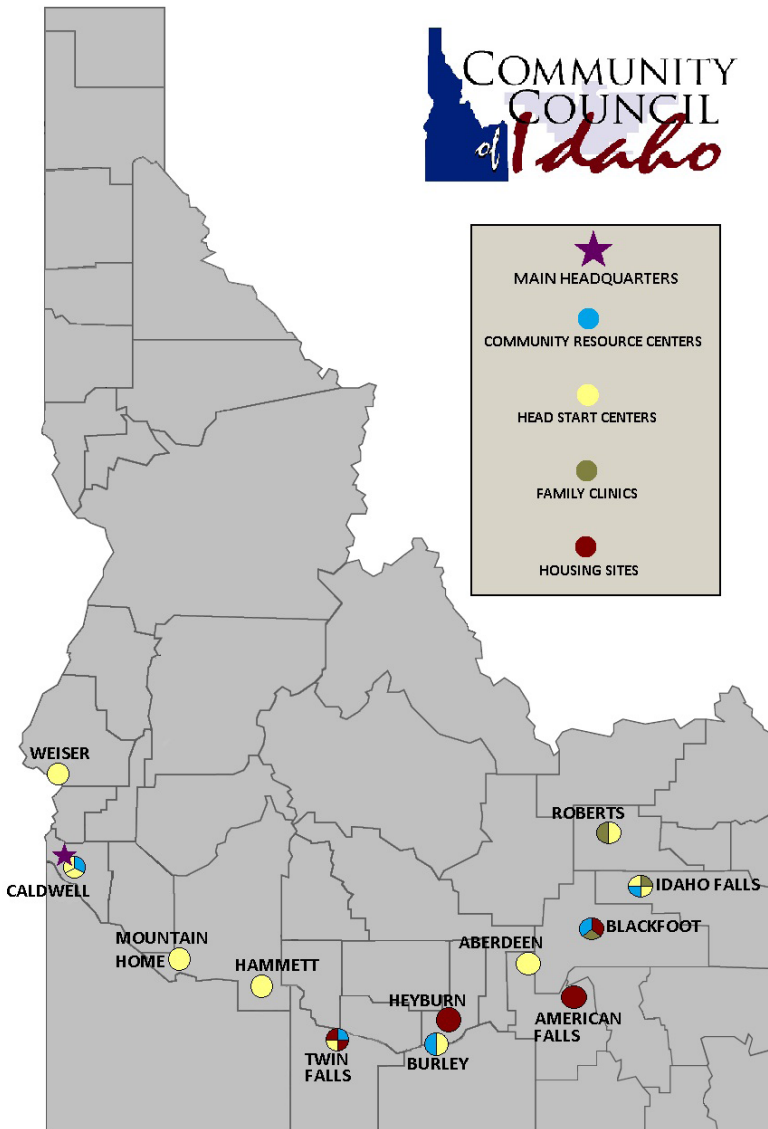 COMMUNITY
COUNCIL
of Idaho
MAIN HEADQUARTERS
COMMUNITY RESOURCE CENTERS
HEAD START CENTERS
FAMILY CLINICS
HOUSING SITES
WEISER
CALDWELL
MOUNTAIN
HOME
HAMMETT
TWIN
FALLS
HEYBURN
BURLEY
ABERDEEN
AMERICAN
FALLS
ROBERTS
IDAHO FALLS
BLACKFOOT